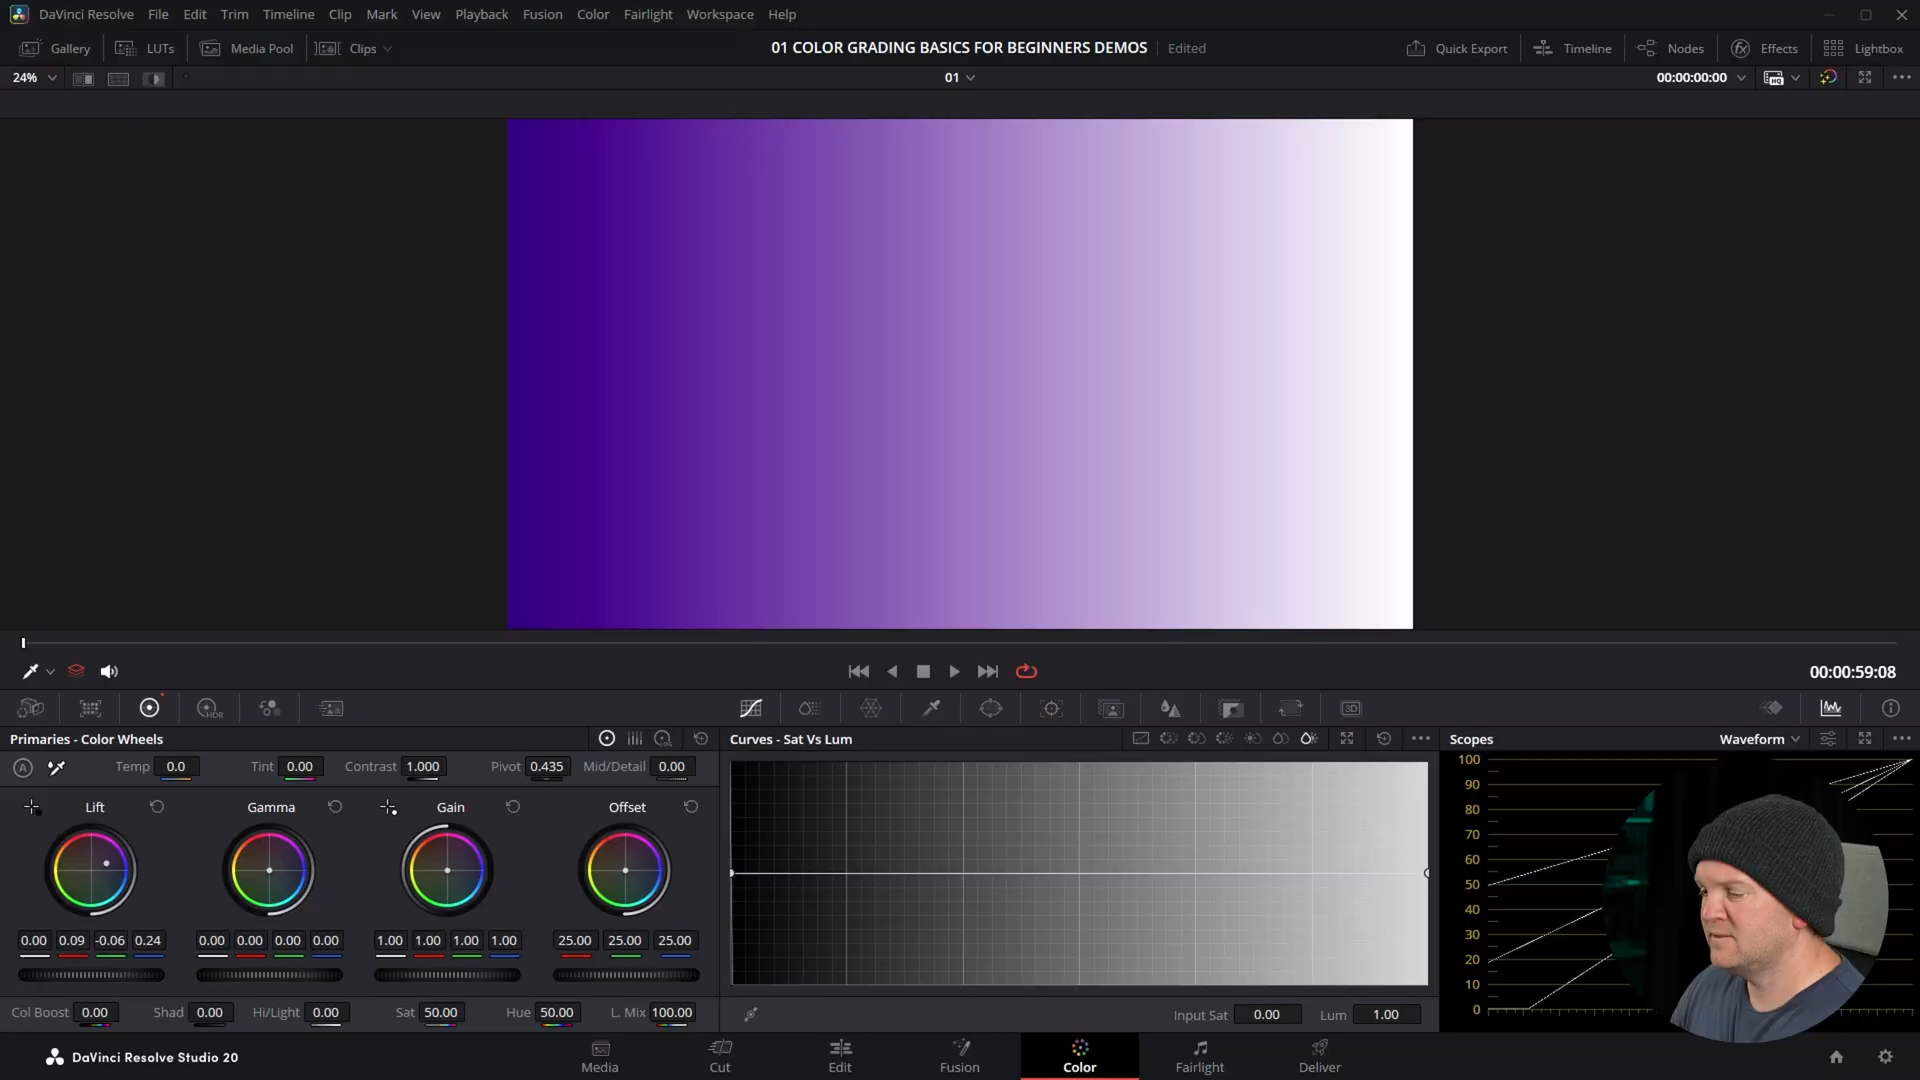 DaVinci Resolve File Edit Trim Timeline Clip Mark View Playback Fusion Color Fairlight Workspace Help
Gallery LUTs Media Pool Clips 01 COLOR GRADING BASICS FOR BEGINNERS DEMOS Edited Quick Export Timeline Nodes Effects Lightbox
24% 01 00:00:00:00 HQ
00:00:59:08
HDR 3D
Primaries - Color Wheels Curves - Sat Vs Lum Scopes Waveform
A Temp 0.0 Tint 0.00 Contrast 1.000 Pivot 0.435 Mid/Detail 0.00
Lift Gamma Gain Offset
0.00 0.09 -0.06 0.24 0.00 0.00 0.00 0.00 1.00 1.00 1.00 1.00 25.00 25.00 25.00
Col Boost 0.00 Shad 0.00 Hi/Light 0.00 Sat 50.00 Hue 50.00 L. Mix 100.00
Input Sat 0.00 Lum 1.00
100
90
80
70
60
50
40
30
20
10
0
DaVinci Resolve Studio 20 Media Cut Edit Fusion Color Fairlight Deliver